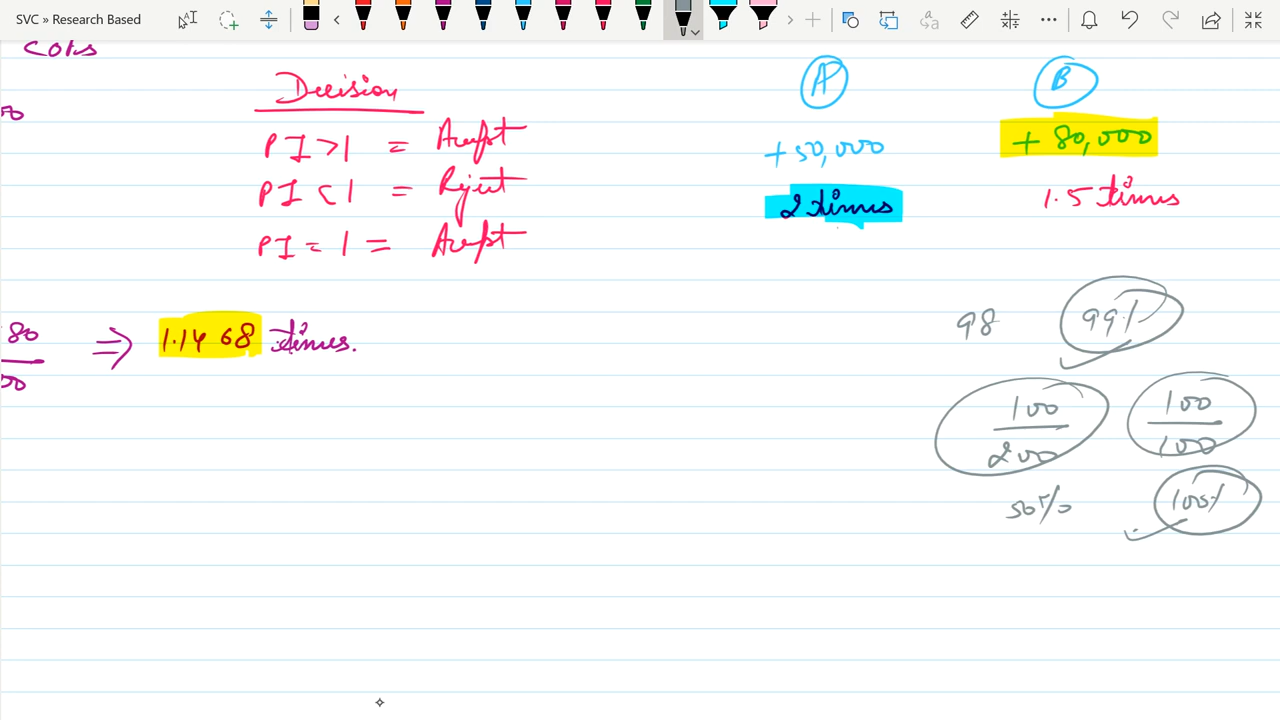 SVC » Research Based
COFs
Decision
PI > 1 = Accept
PI < 1 = Reject
PI = 1 = Accept
A
B
+ 50,000
+ 80,000
2 times
1.5 times
80
⇒ 1.1468 times.
98
99%
100
200
100
100
50%
100%